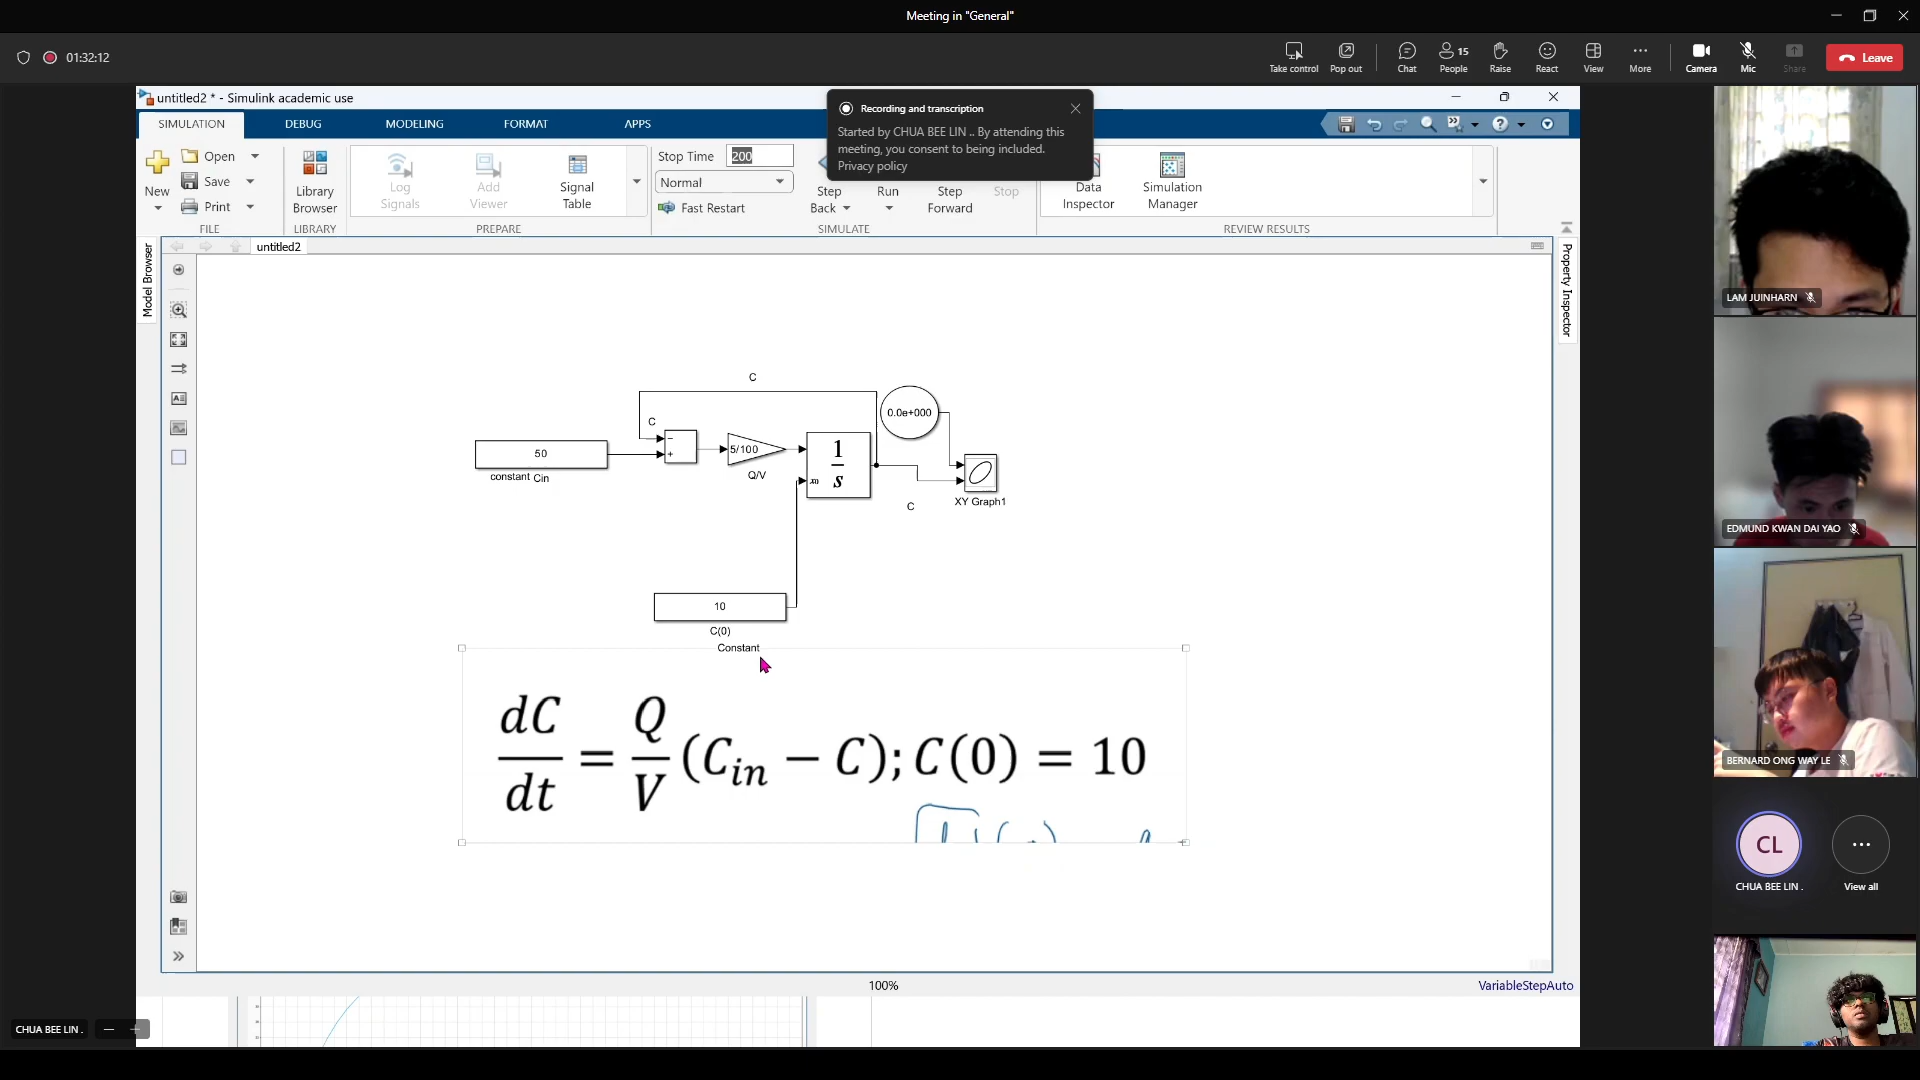 Meeting in "General"
01:32:12
Take control
Pop out
Chat
15
People
Raise
React
View
More
Camera
Mic
Share
Leave
untitled2 * - Simulink academic use
SIMULATION
DEBUG
MODELING
FORMAT
APPS
Recording and transcription
Started by CHUA BEE LIN .. By attending this
meeting, you consent to being included.
Privacy policy
New
Open
Save
Print
FILE
Library
Browser
LIBRARY
Log
Signals
Add
Viewer
Signal
Table
PREPARE
Stop Time 200
Normal
Fast Restart
Step
Back
Run
Step
Forward
Stop
SIMULATE
Data
Inspector
Simulation
Manager
REVIEW RESULTS
Model Browser
untitled2
Property Inspector
C
C
50
constant Cin
−
+
5/100
Q/V
1
s
0.0e+000
XY Graph1
C
10
C(0)
Constant
dC/dt = Q/V (Cin − C); C(0) = 10
100%
VariableStepAuto
LAM JUINHARN
EDMUND KWAN DAI YAO
BERNARD ONG WAY LE
CL
CHUA BEE LIN .
View all
CHUA BEE LIN .